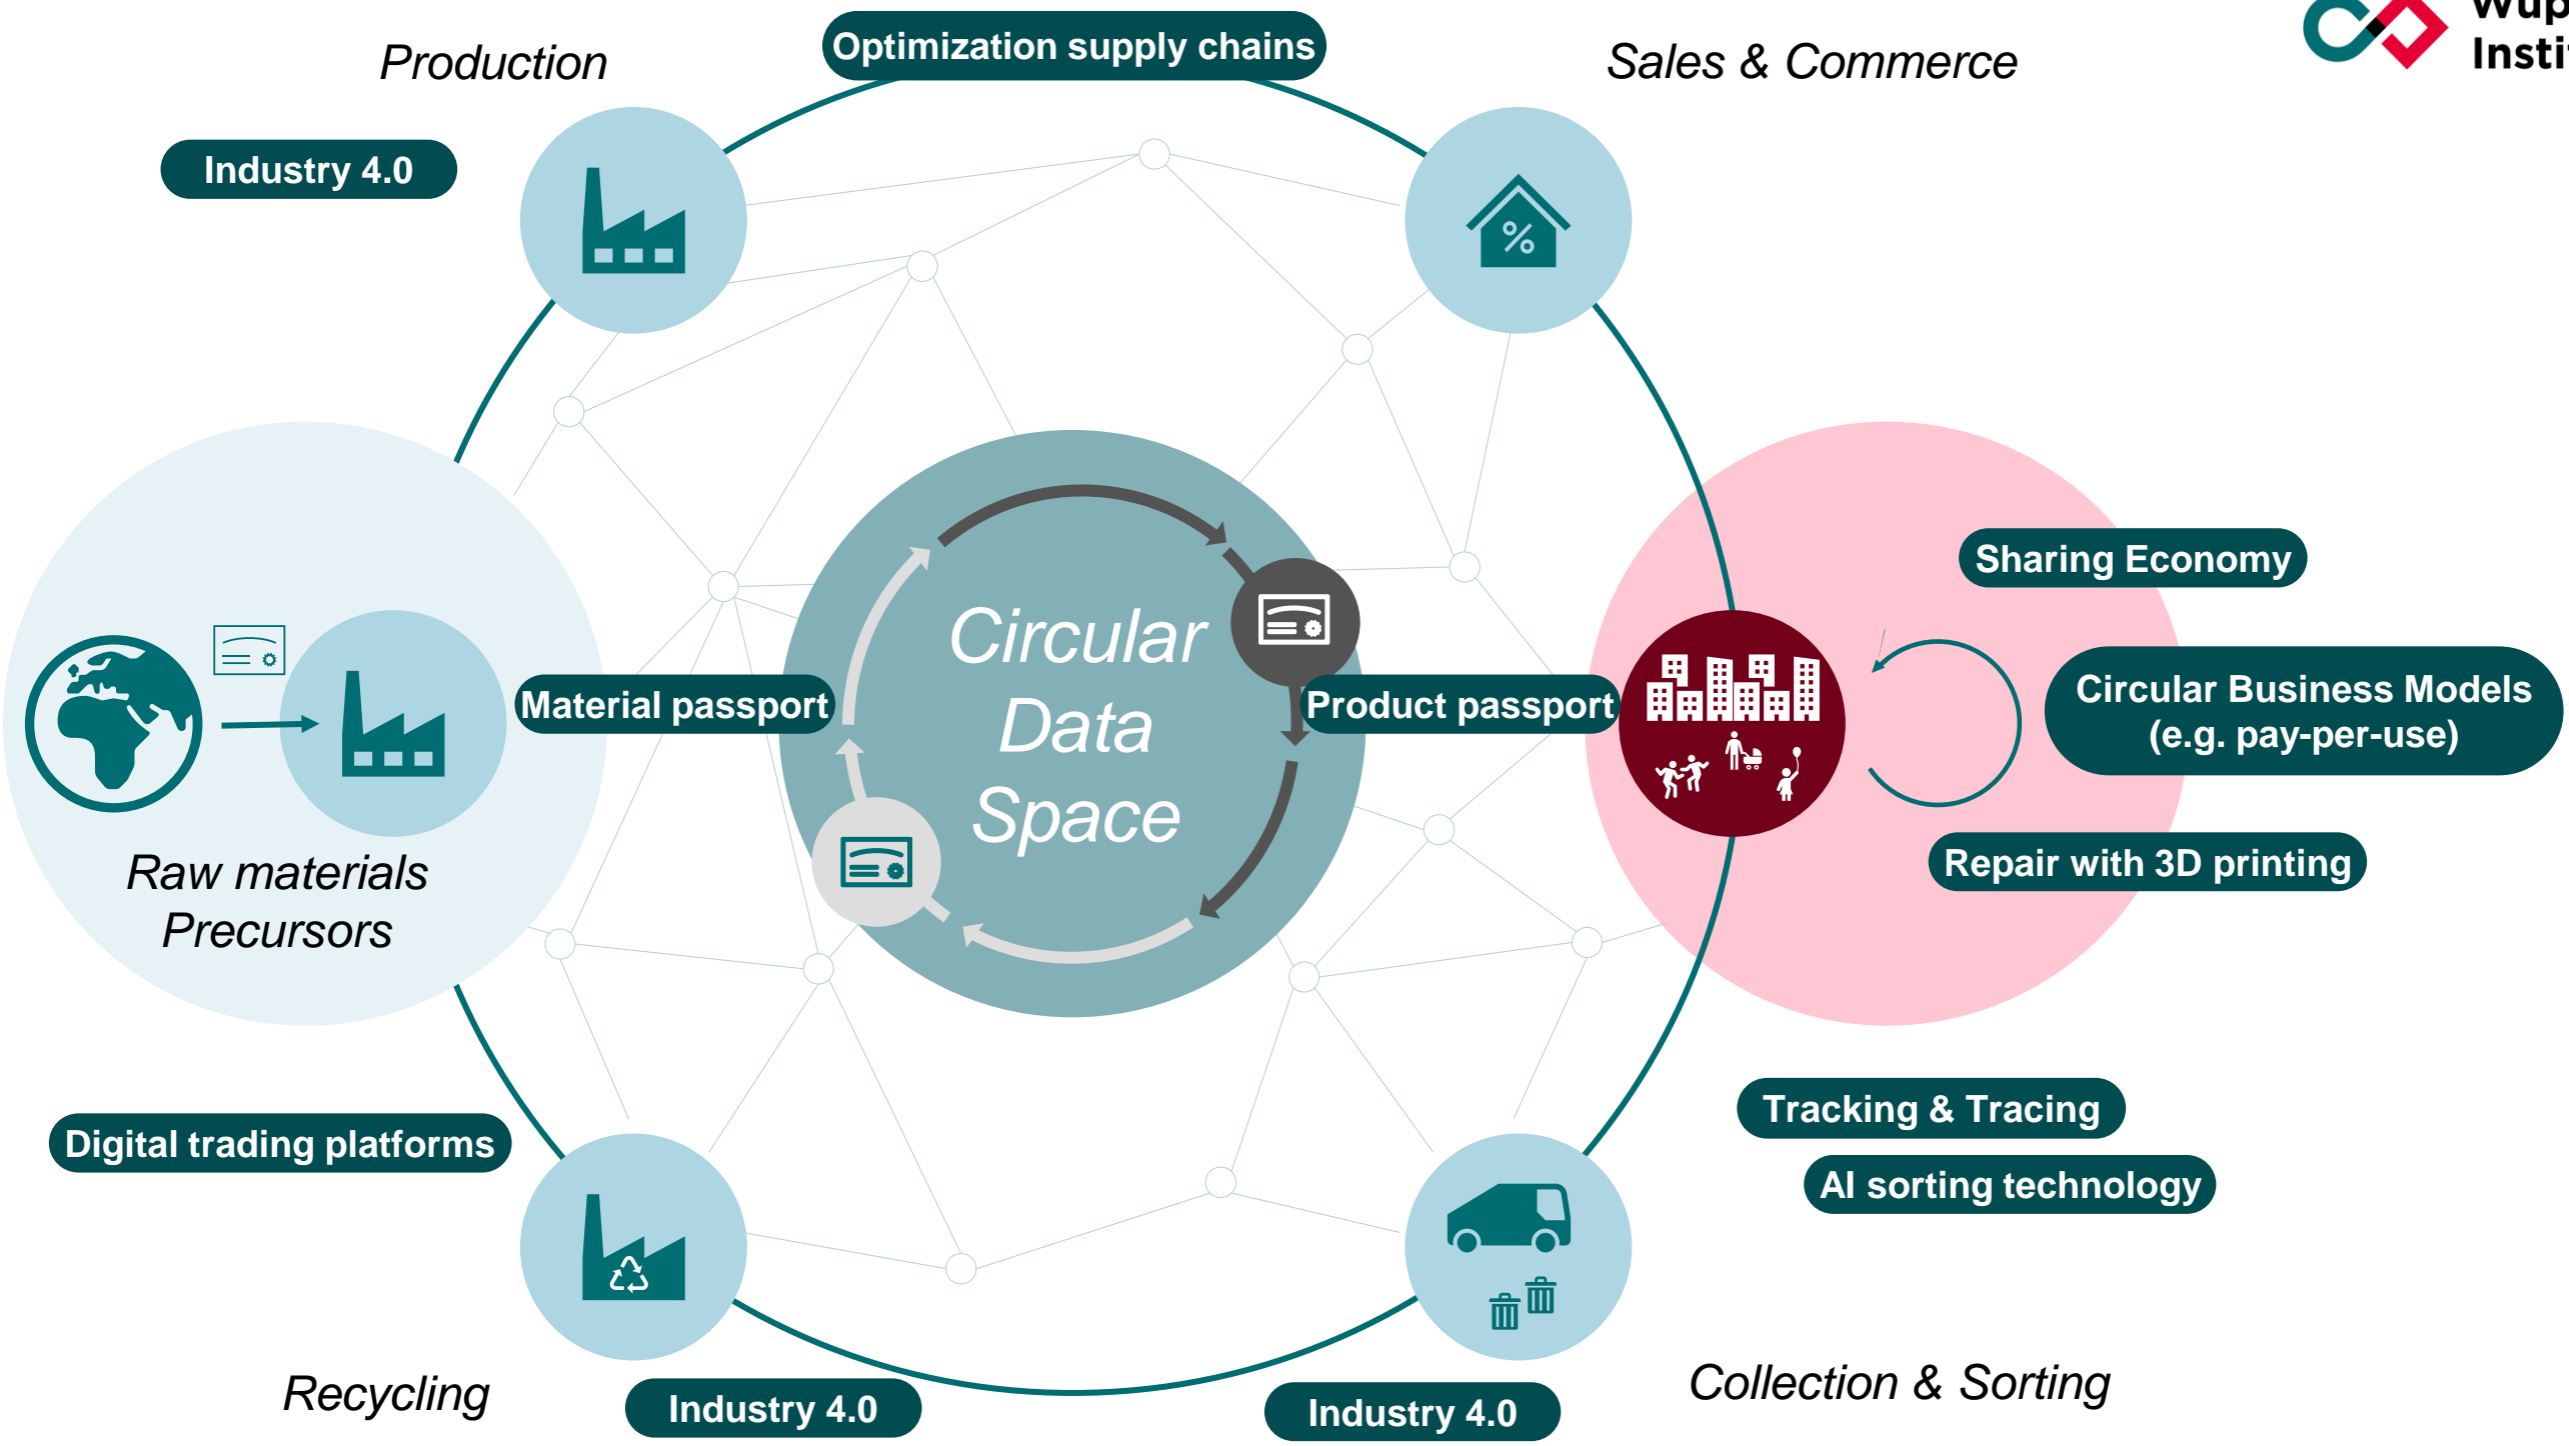 Production
Optimization supply chains
Sales & Commerce
Industry 4.0
Sharing Economy
Circular
Data
Space
Material passport
Product passport
Circular Business Models
(e.g. pay-per-use)
Raw materials
Precursors
Repair with 3D printing
Digital trading platforms
Tracking & Tracing
AI sorting technology
Recycling
Industry 4.0
Industry 4.0
Collection & Sorting